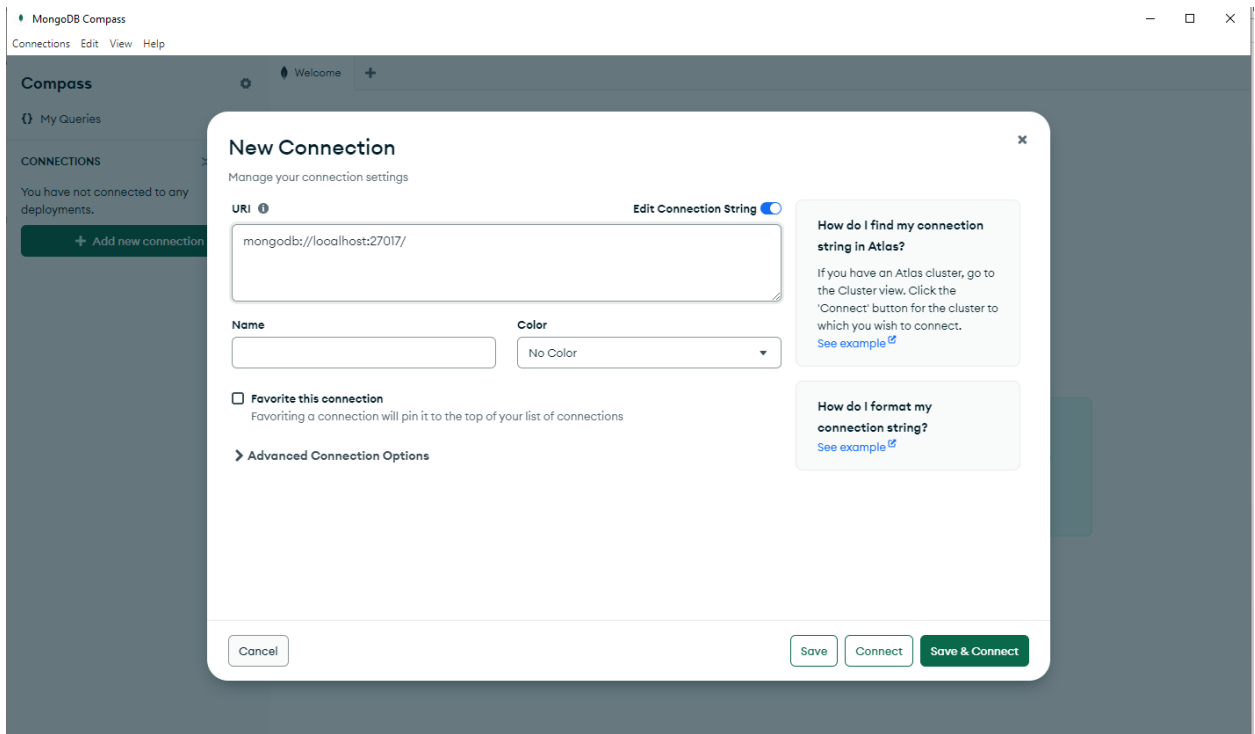 MongoDB Compass
Connections Edit View Help
Compass
Welcome
{} My Queries
CONNECTIONS
You have not connected to any
deployments.
+ Add new connection
New Connection
Manage your connection settings
URI
Edit Connection String
mongodb://localhost:27017/
Name
Color
No Color
Favorite this connection
Favoriting a connection will pin it to the top of your list of connections
Advanced Connection Options
How do I find my connection
string in Atlas?
If you have an Atlas cluster, go to
the Cluster view. Click the
'Connect' button for the cluster to
which you wish to connect.
See example
How do I format my
connection string?
See example
Cancel
Save
Connect
Save & Connect